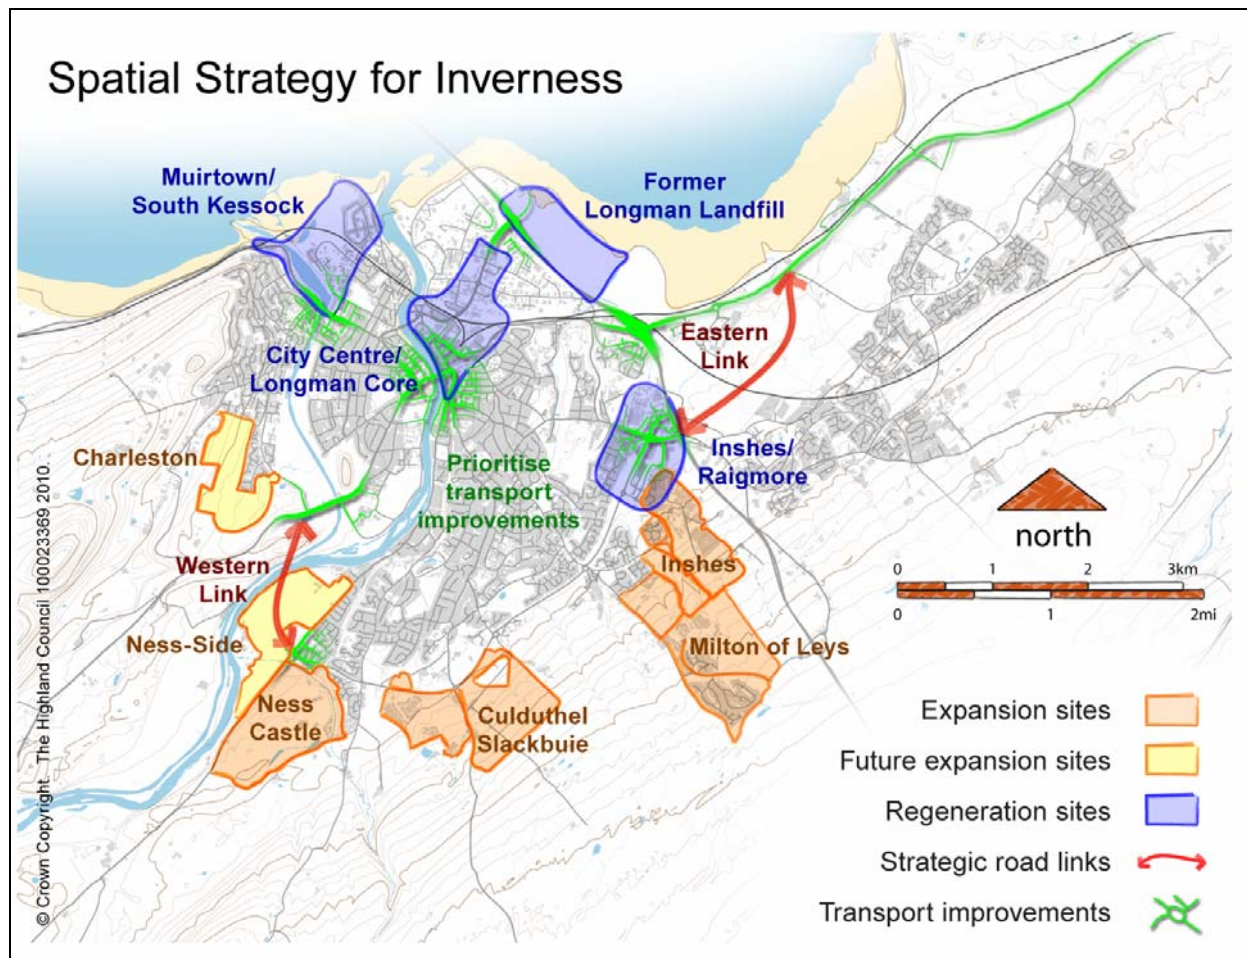 Spatial Strategy for Inverness
Muirtown/
South Kessock
Former
Longman Landfill
City Centre/
Longman Core
Eastern
Link
Charleston
Prioritise
transport
improvements
Inshes/
Raigmore
north
Western
Link
Inshes
0 1 2 3km
0 1 2mi
Ness-Side
Milton of Leys
Ness
Castle
Culduthel
Slackbuie
Expansion sites
Future expansion sites
Regeneration sites
Strategic road links
Transport improvements
© Crown Copyright. The Highland Council 100023369 2010.